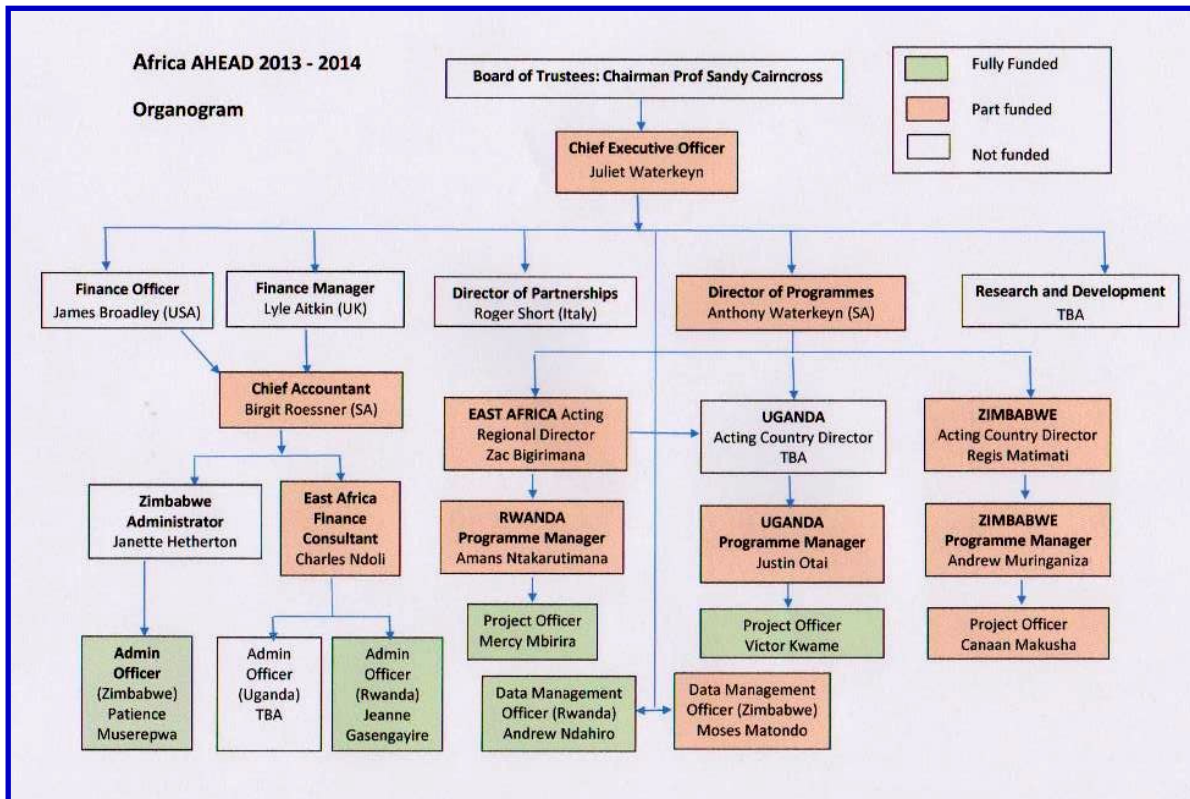 Africa AHEAD 2013 - 2014
Organogram
Board of Trustees: Chairman Prof Sandy Cairncross
Fully Funded
Part funded
Not funded
Chief Executive Officer
Juliet Waterkeyn
Finance Officer
James Broadley (USA)
Finance Manager
Lyle Aitkin (UK)
Director of Partnerships
Roger Short (Italy)
Director of Programmes
Anthony Waterkeyn (SA)
Research and Development
TBA
Chief Accountant
Birgit Roessner (SA)
EAST AFRICA Acting
Regional Director
Zac Bigirimana
UGANDA
Acting Country Director
TBA
ZIMBABWE
Acting Country Director
Regis Matimati
Zimbabwe
Administrator
Janette Hetherton
East Africa
Finance
Consultant
Charles Ndoli
RWANDA
Programme Manager
Amans Ntakarutimana
UGANDA
Programme Manager
Justin Otai
ZIMBABWE
Programme Manager
Andrew Muringaniza
Project Officer
Mercy Mbirira
Project Officer
Victor Kwame
Project Officer
Canaan Makusha
Admin
Officer
(Zimbabwe)
Patience
Muserepwa
Admin
Officer
(Uganda)
TBA
Admin
Officer
(Rwanda)
Jeanne
Gasengayire
Data Management
Officer (Rwanda)
Andrew Ndahiro
Data Management
Officer (Zimbabwe)
Moses Matondo